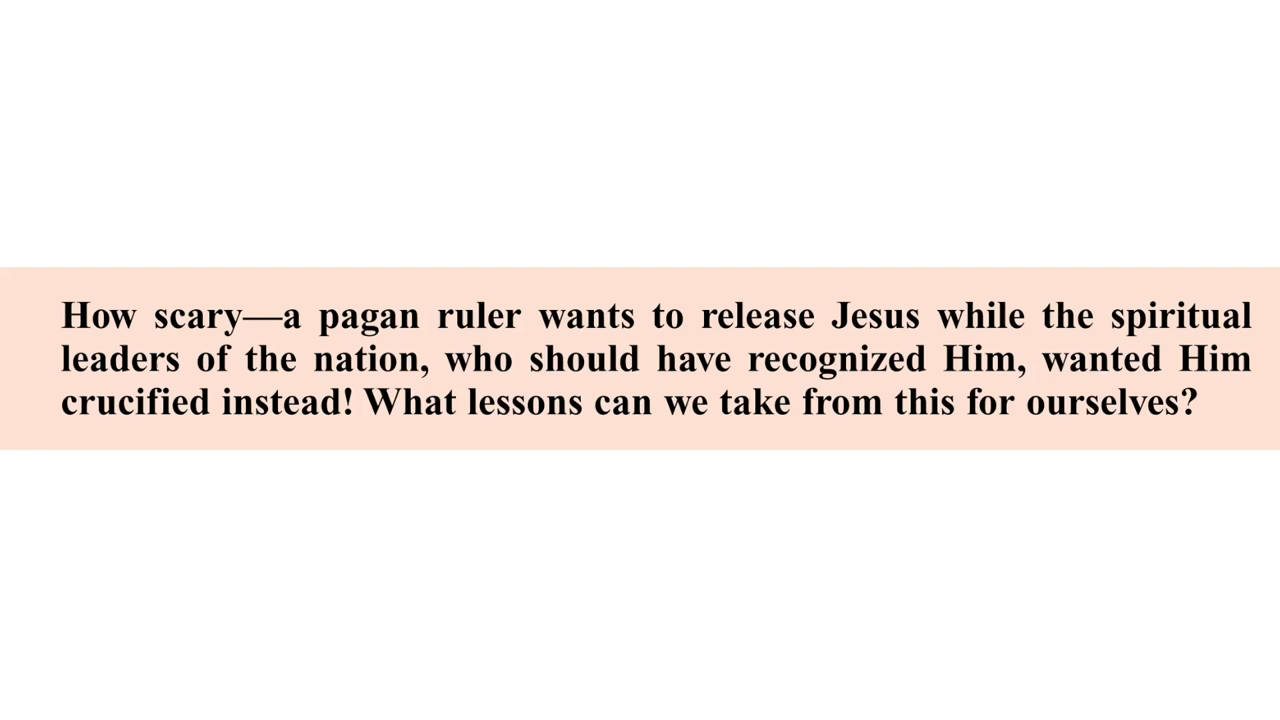 How scary—a pagan ruler wants to release Jesus while the spiritual
leaders of the nation, who should have recognized Him, wanted Him
crucified instead! What lessons can we take from this for ourselves?